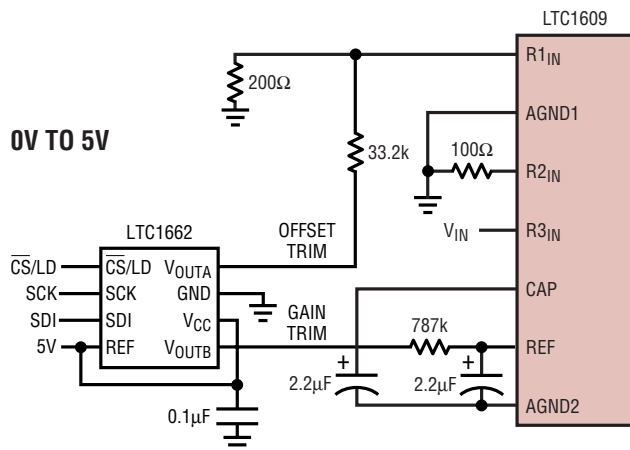 LTC1609
R1IN
200Ω
AGND1
0V TO 5V
33.2k
100Ω
R2IN
LTC1662
OFFSET
TRIM
VIN
R3IN
CS/LD
CS/LD
VOUTA
SCK
SCK
GND
CAP
SDI
SDI
VCC
GAIN
TRIM
787k
5V
REF
VOUTB
REF
+
+
2.2µF
2.2µF
0.1µF
AGND2